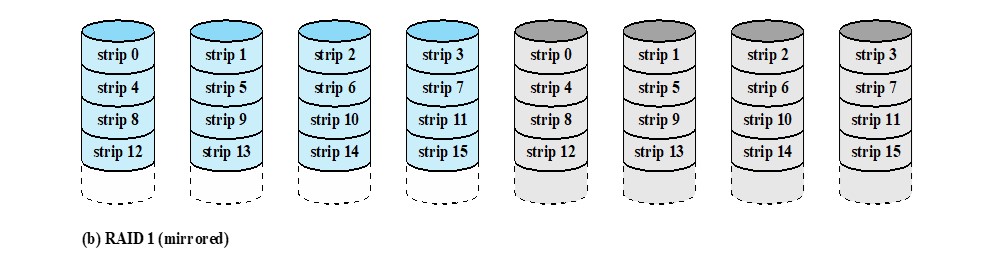 strip 0 strip 1 strip 2 strip 3 strip 0 strip 1 strip 2 strip 3
strip 4 strip 5 strip 6 strip 7 strip 4 strip 5 strip 6 strip 7
strip 8 strip 9 strip 10 strip 11 strip 8 strip 9 strip 10 strip 11
strip 12 strip 13 strip 14 strip 15 strip 12 strip 13 strip 14 strip 15
(b) RAID 1 (mirrored)